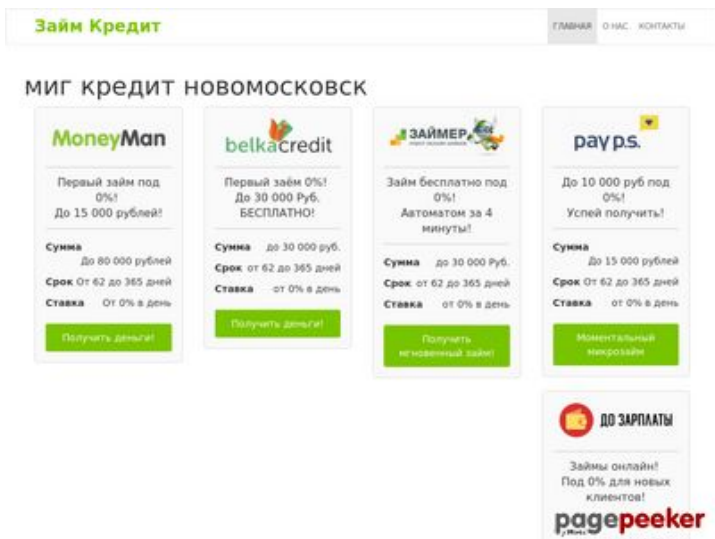 Займ Кредит
ГЛАВНАЯ О НАС КОНТАКТЫ
миг кредит новомосковск
MoneyMan
Первый займ под
0%!
До 15 000 рублей!
Сумма
До 80 000 рублей
Срок От 62 до 365 дней
Ставка От 0% в день
Получить деньги!
belkacredit
Первый заём 0%!
До 30 000 Руб.
БЕСПЛАТНО!
Сумма до 30 000 руб.
Срок от 62 до 365 дней
Ставка от 0% в день
Получить деньги!
ЗАЙМЕР
Займ бесплатно под
0%!
Автоматом за 4
минуты!
Сумма до 30 000 Руб.
Срок от 62 до 365 дней
Ставка от 0% в день
Получить
мгновенный займ!
pay p.s.
До 10 000 руб под
0%!
Успей получить!
Сумма
До 15 000 рублей
Срок От 62 до 365 дней
Ставка от 0% в день
Моментальный
микрозайм
ДО ЗАРПЛАТЫ
Займы онлайн!
Под 0% для новых
клиентов!
pagepeeker